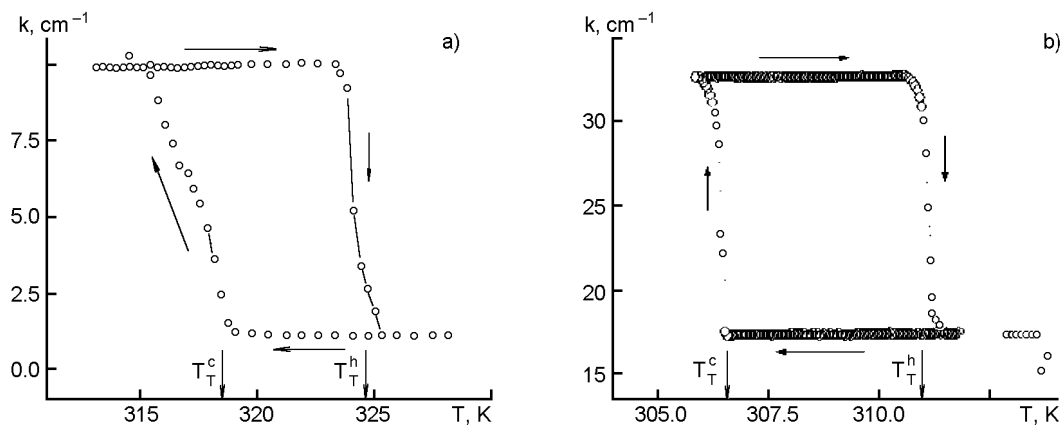 k, cm⁻¹
a)
7.5
5.0
2.5
0.0
T_T^c
T_T^h
315
320
325
T, K
k, cm⁻¹
b)
30
25
20
15
T_T^c
T_T^h
305.0
307.5
310.0
T, K